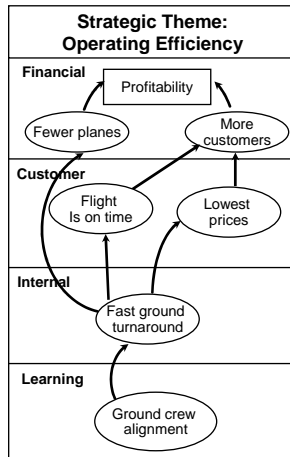 Strategic Theme:
Operating Efficiency
Financial
Profitability
Fewer planes
More
customers
Customer
Flight
Is on time
Lowest
prices
Internal
Fast ground
turnaround
Learning
Ground crew
alignment